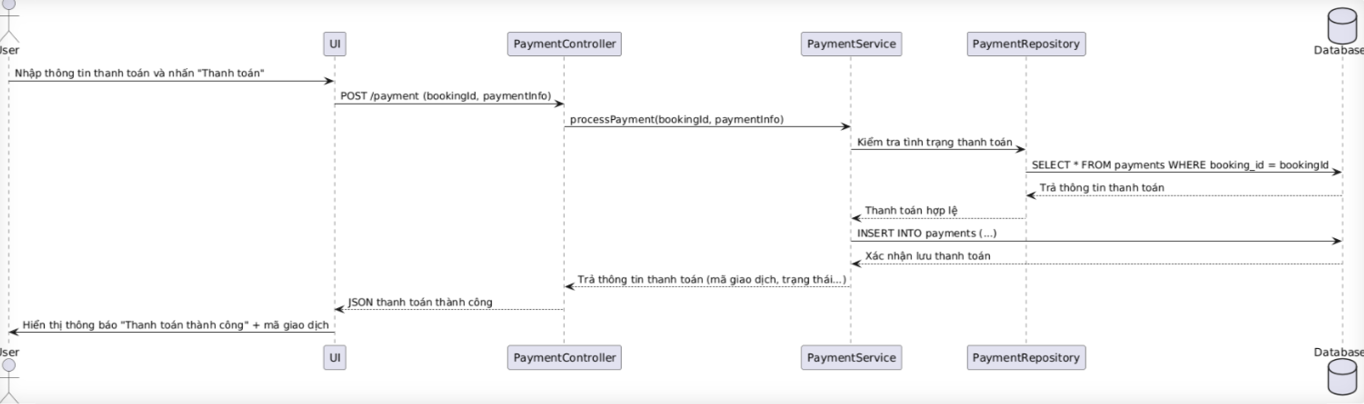 User
UI
PaymentController
PaymentService
PaymentRepository
Database
Nhập thông tin thanh toán và nhấn "Thanh toán"
POST /payment (bookingId, paymentInfo)
processPayment(bookingId, paymentInfo)
Kiểm tra tình trạng thanh toán
SELECT * FROM payments WHERE booking_id = bookingId
Trả thông tin thanh toán
Thanh toán hợp lệ
INSERT INTO payments (...)
Xác nhận lưu thanh toán
Trả thông tin thanh toán (mã giao dịch, trạng thái...)
JSON thanh toán thành công
Hiển thị thông báo "Thanh toán thành công" + mã giao dịch
User
UI
PaymentController
PaymentService
PaymentRepository
Database